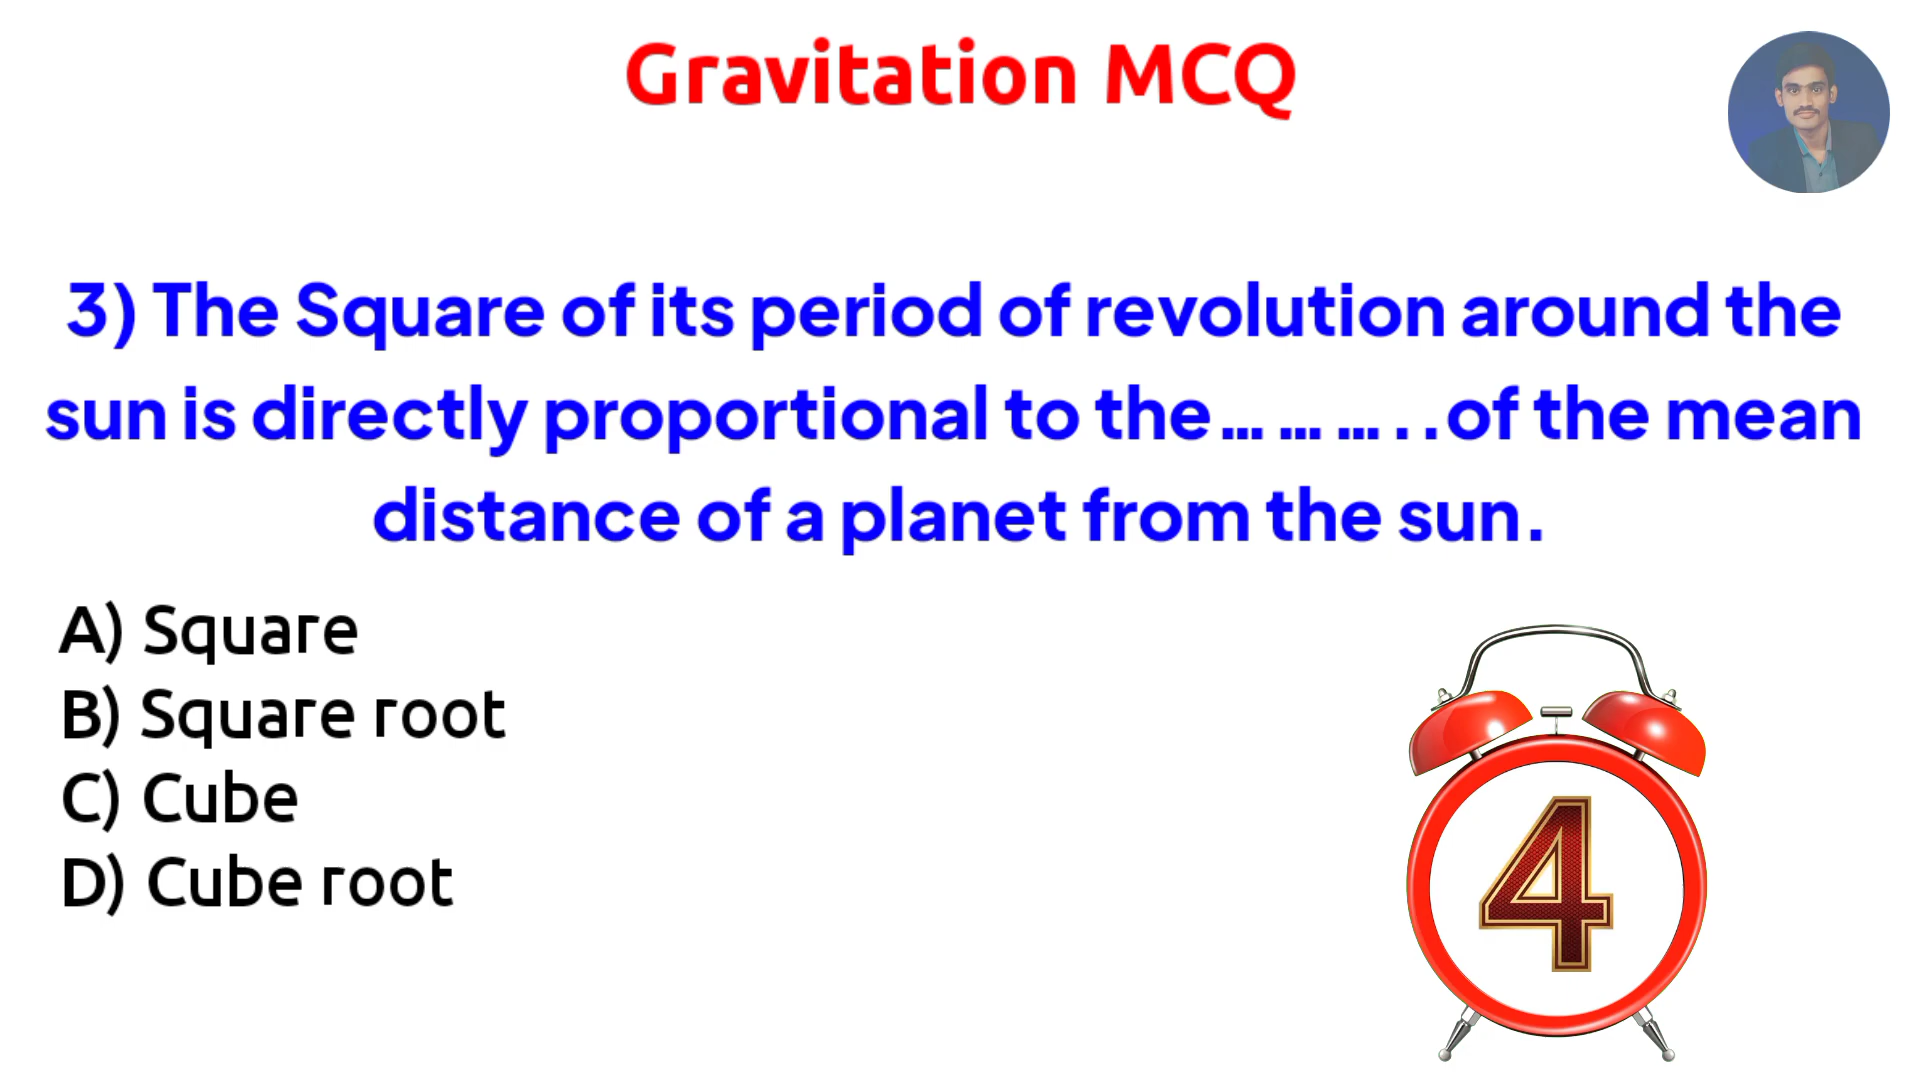 Gravitation MCQ
3) The Square of its period of revolution around the
sun is directly proportional to the... ... ... . . of the mean
distance of a planet from the sun.
A) Square
B) Square root
C) Cube
D) Cube root
4